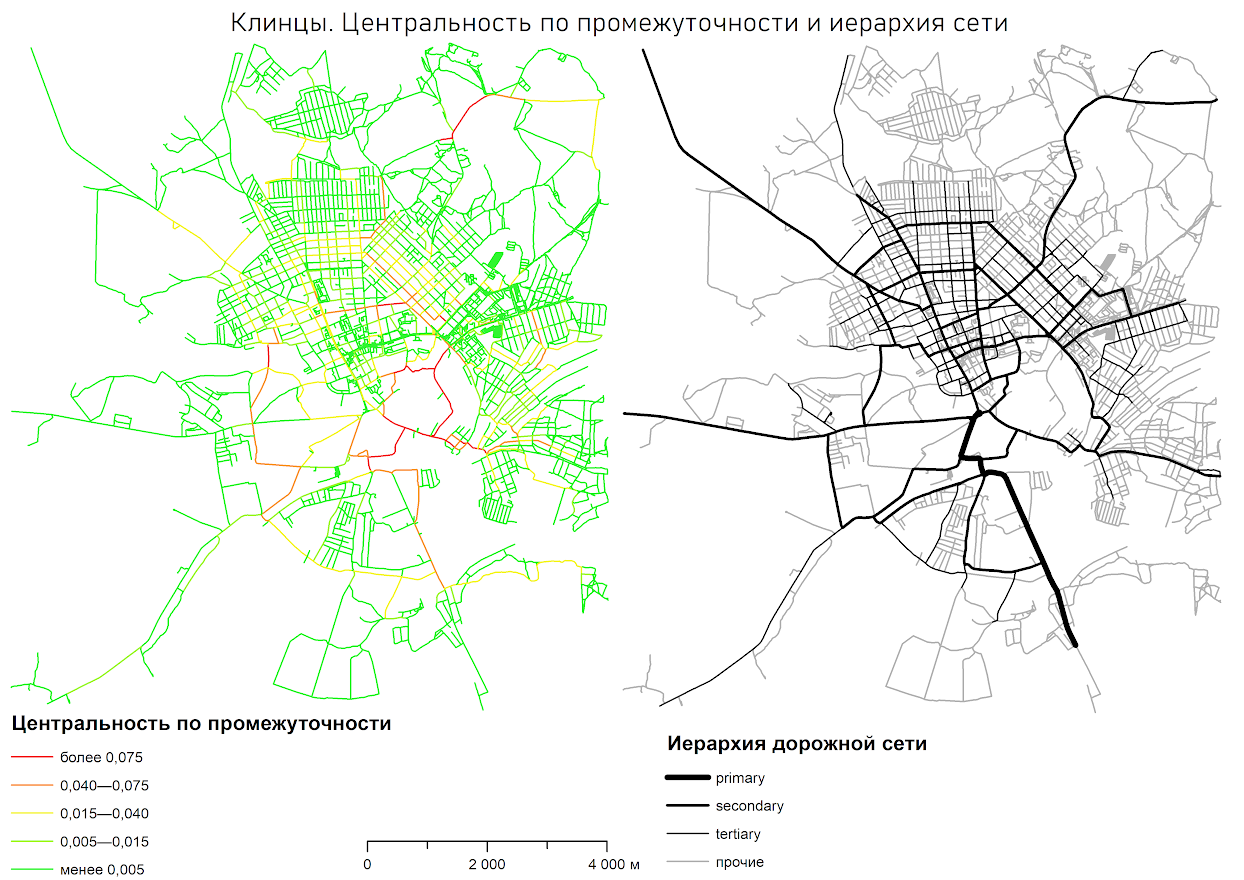 Клинцы. Центральность по промежуточности и иерархия сети
Центральность по промежуточности
более 0,075
0,040—0,075
0,015—0,040
0,005—0,015
менее 0,005
0
2 000
4 000 м
Иерархия дорожной сети
primary
secondary
tertiary
прочие